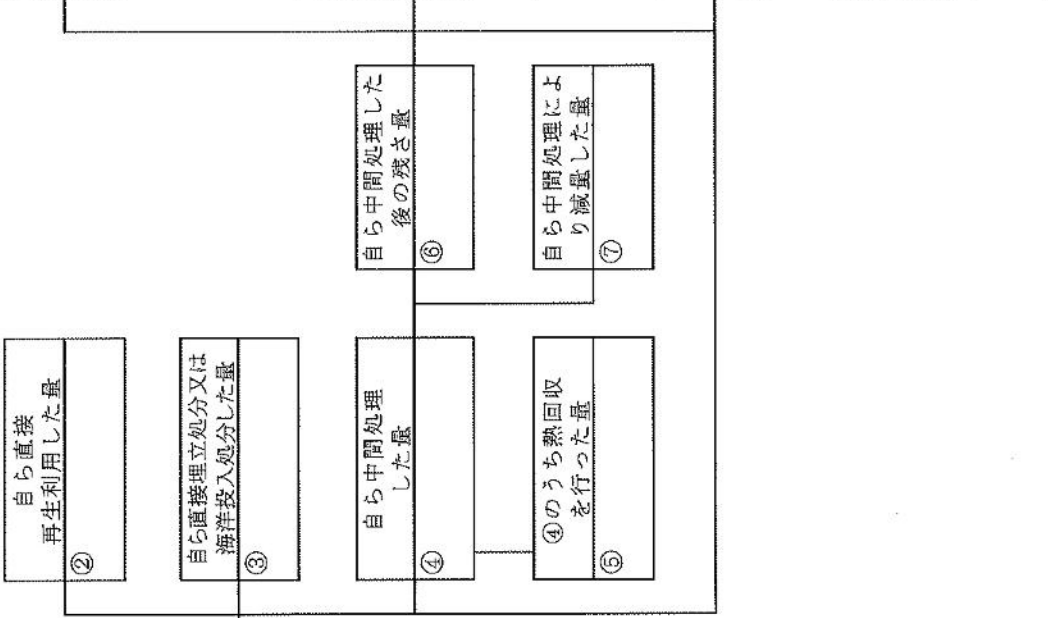 自ら直接
再生利用した量
②
自ら直接埋立処分又は
海洋投入処分した量
③
自ら中間処理
した量
④
④のうち熱回収
を行った量
⑤
自ら中間処理した
後の残さ量
⑥
自ら中間処理によ
り減量した量
⑦